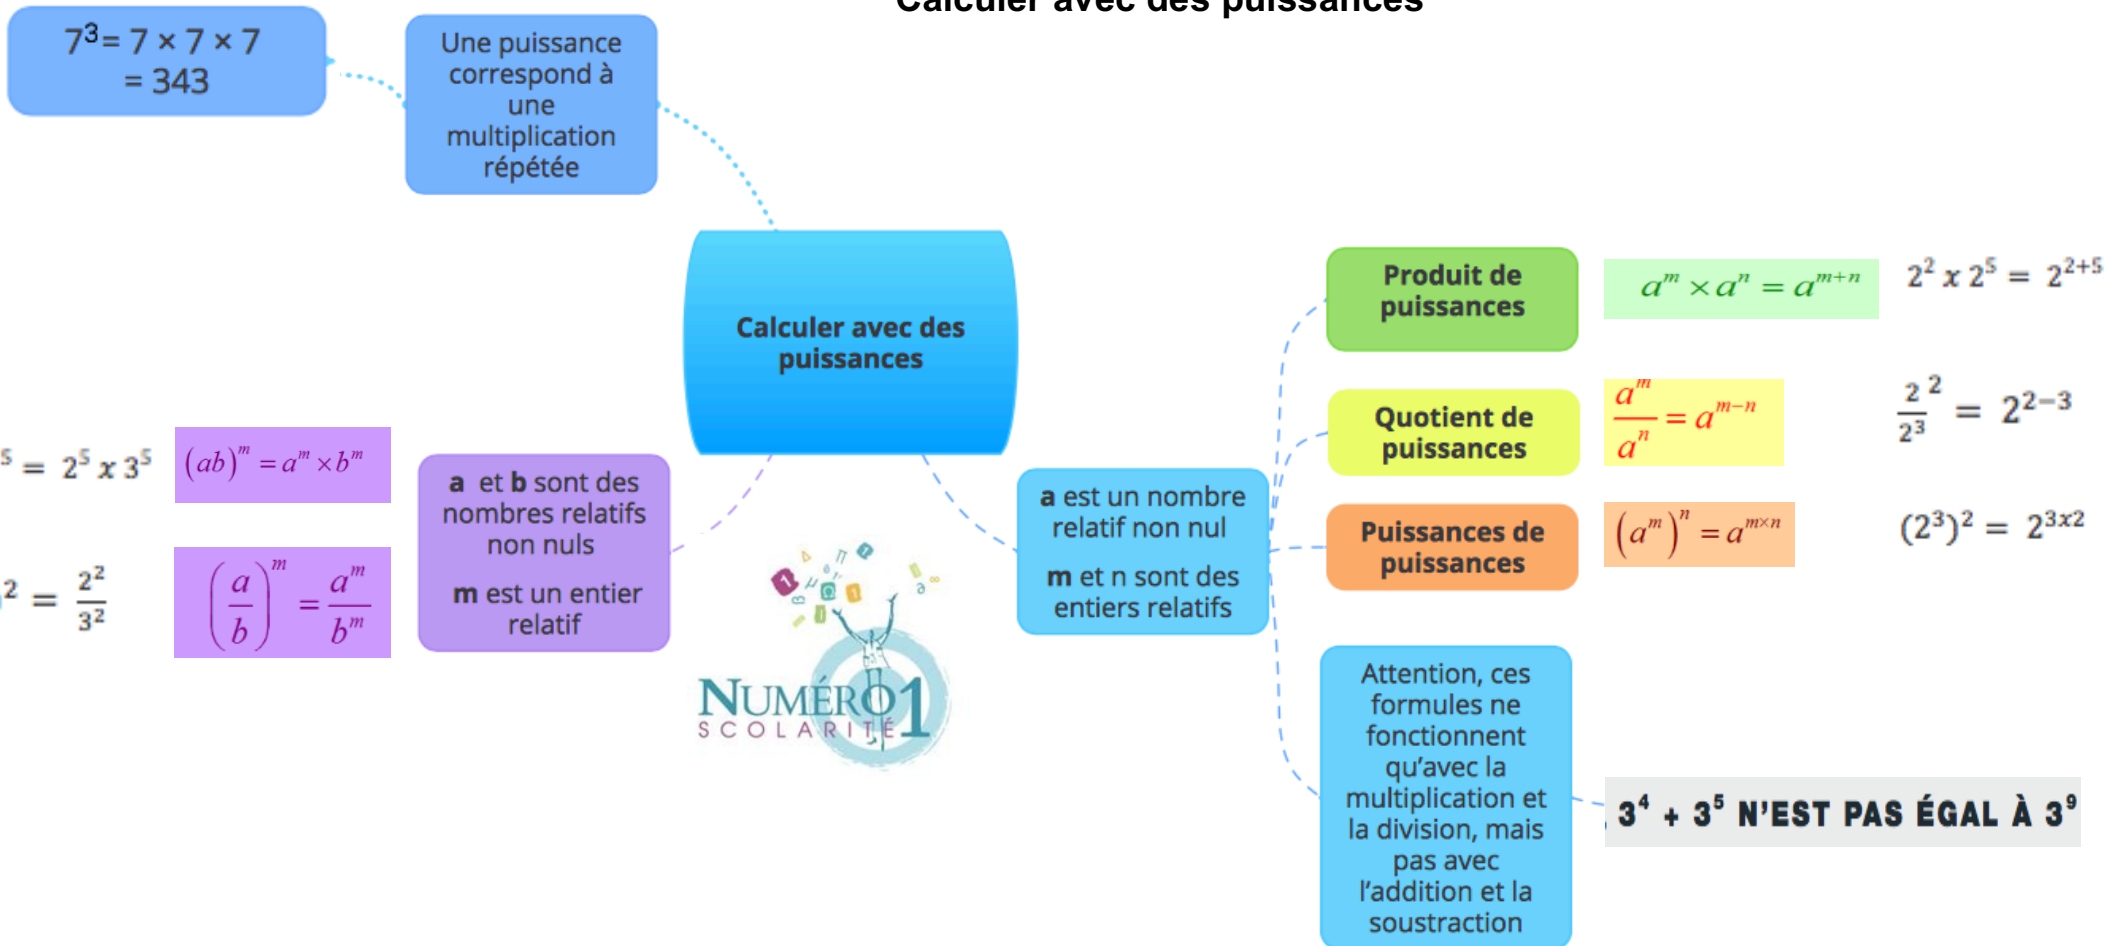 Calculer avec des puissances
7³= 7 × 7 × 7
= 343
Une puissance
correspond à
une
multiplication
répétée
Calculer avec des
puissances
Produit de
puissances
aᵐ × aⁿ = aᵐ⁺ⁿ
2² x 2⁵ = 2²⁺⁵
Quotient de
puissances
aᵐ/aⁿ = aᵐ⁻ⁿ
2/2³ ² = 2²⁻³
Puissances de
puissances
(aᵐ)ⁿ = aᵐˣⁿ
(2³)² = 2³ˣ²
a est un nombre
relatif non nul
m et n sont des
entiers relatifs
Attention, ces
formules ne
fonctionnent
qu'avec la
multiplication et
la division, mais
pas avec
l'addition et la
soustraction
3⁴ + 3⁵ N'EST PAS ÉGAL À 3⁹
a et b sont des
nombres relatifs
non nuls
m est un entier
relatif
(ab)ᵐ = aᵐ × bᵐ
⁵ = 2⁵ x 3⁵
(a/b)ᵐ = aᵐ/bᵐ
² = 2²/3²
NUMÉRO1
SCOLARITÉ